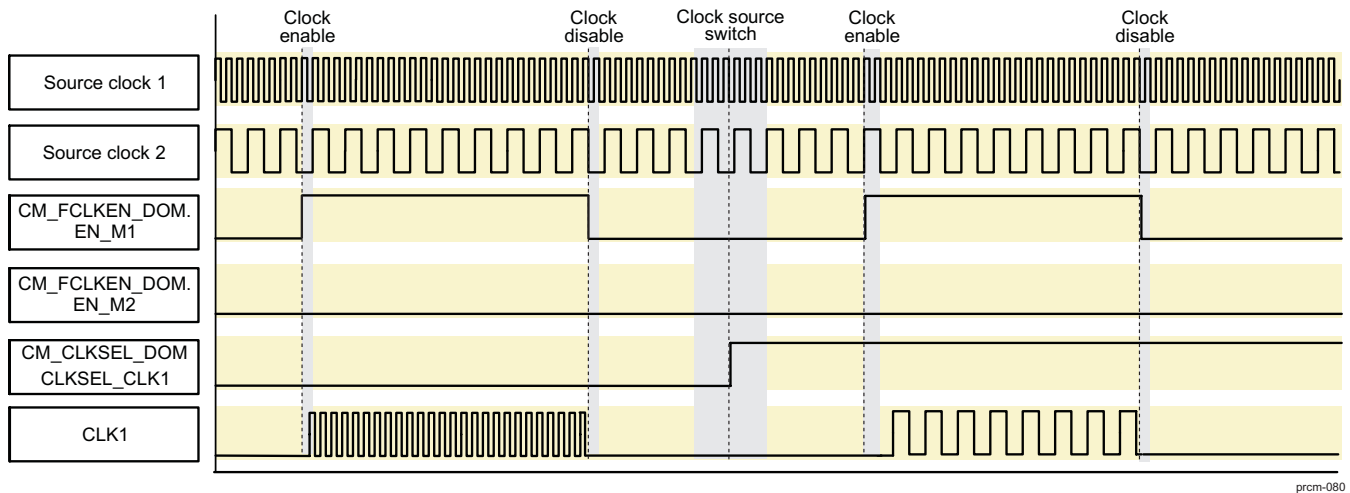 Clock
enable
Clock
disable
Clock source
switch
Clock
enable
Clock
disable
Source clock 1
Source clock 2
CM_FCLKEN_DOM.
EN_M1
CM_FCLKEN_DOM.
EN_M2
CM_CLKSEL_DOM
CLKSEL_CLK1
CLK1
prcm-080